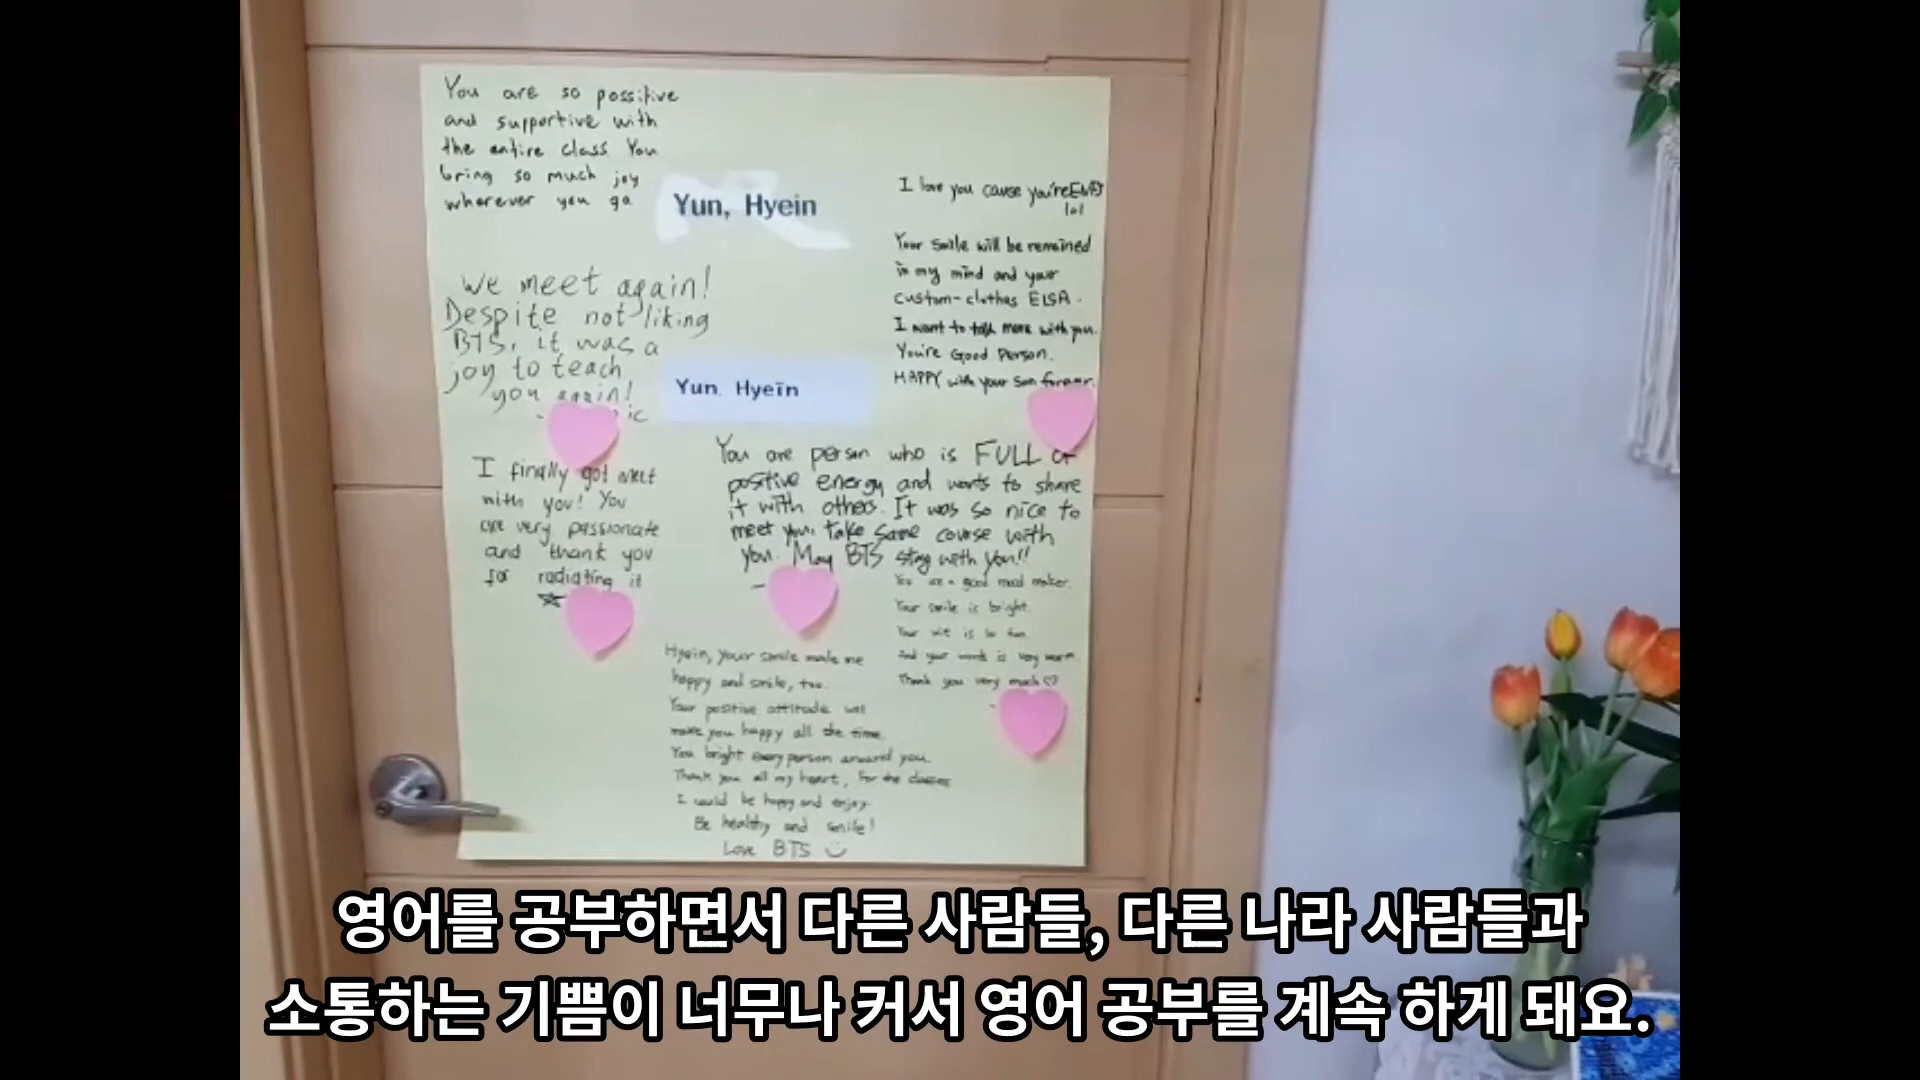 You are so possitive
and supportive with
the entire class. You
bring so much joy
wherever you go
Yun, Hyein
I love you cause you're ENFJ
lol
Your smile will be remained
in my mind and your
custom-clothes ELSA.
I want to talk more with you.
You're Good Person.
HAPPY with your son forever.
We meet again!
Despite not liking
BTS, it was a
joy to teach
you again!
Yun, Hyein
I finally got meet
with you! You
are very passionate
and thank you
for radiating it
You are person who is FULL of
positive energy and wants to share
it with others. It was so nice to
meet you, take same course with
you. May BTS stay with you!!
You are a good mood maker.
Your smile is bright.
Your wit is so fun.
And your words is very warm.
Thank you very much♡
Hyein, your smile make me
happy and smile, too.
Your positive attitude will
make you happy all the time.
You bright every person around you.
Thank you all my heart, for the classes
I could be happy and enjoy.
Be healthy and smile!
Love BTS
영어를 공부하면서 다른 사람들, 다른 나라 사람들과
소통하는 기쁨이 너무나 커서 영어 공부를 계속 하게 돼요.